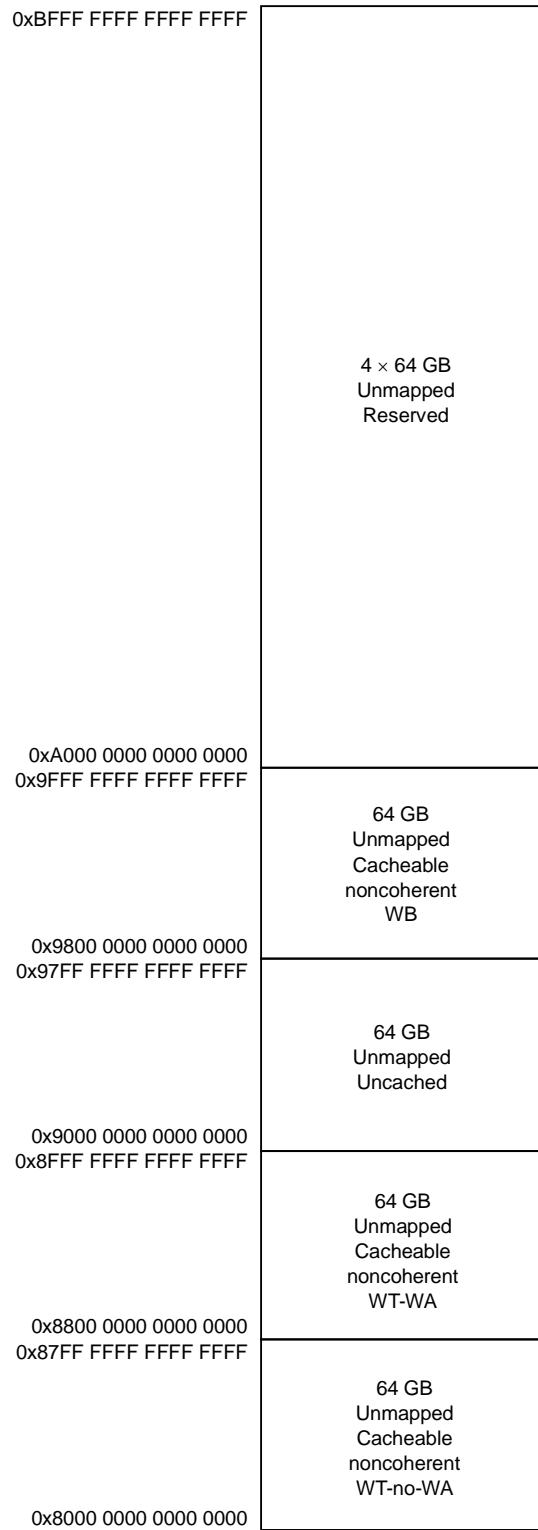 0xBFFF FFFF FFFF FFFF
4 × 64 GB
Unmapped
Reserved
0xA000 0000 0000 0000
0x9FFF FFFF FFFF FFFF
64 GB
Unmapped
Cacheable
noncoherent
WB
0x9800 0000 0000 0000
0x97FF FFFF FFFF FFFF
64 GB
Unmapped
Uncached
0x9000 0000 0000 0000
0x8FFF FFFF FFFF FFFF
64 GB
Unmapped
Cacheable
noncoherent
WT-WA
0x8800 0000 0000 0000
0x87FF FFFF FFFF FFFF
64 GB
Unmapped
Cacheable
noncoherent
WT-no-WA
0x8000 0000 0000 0000